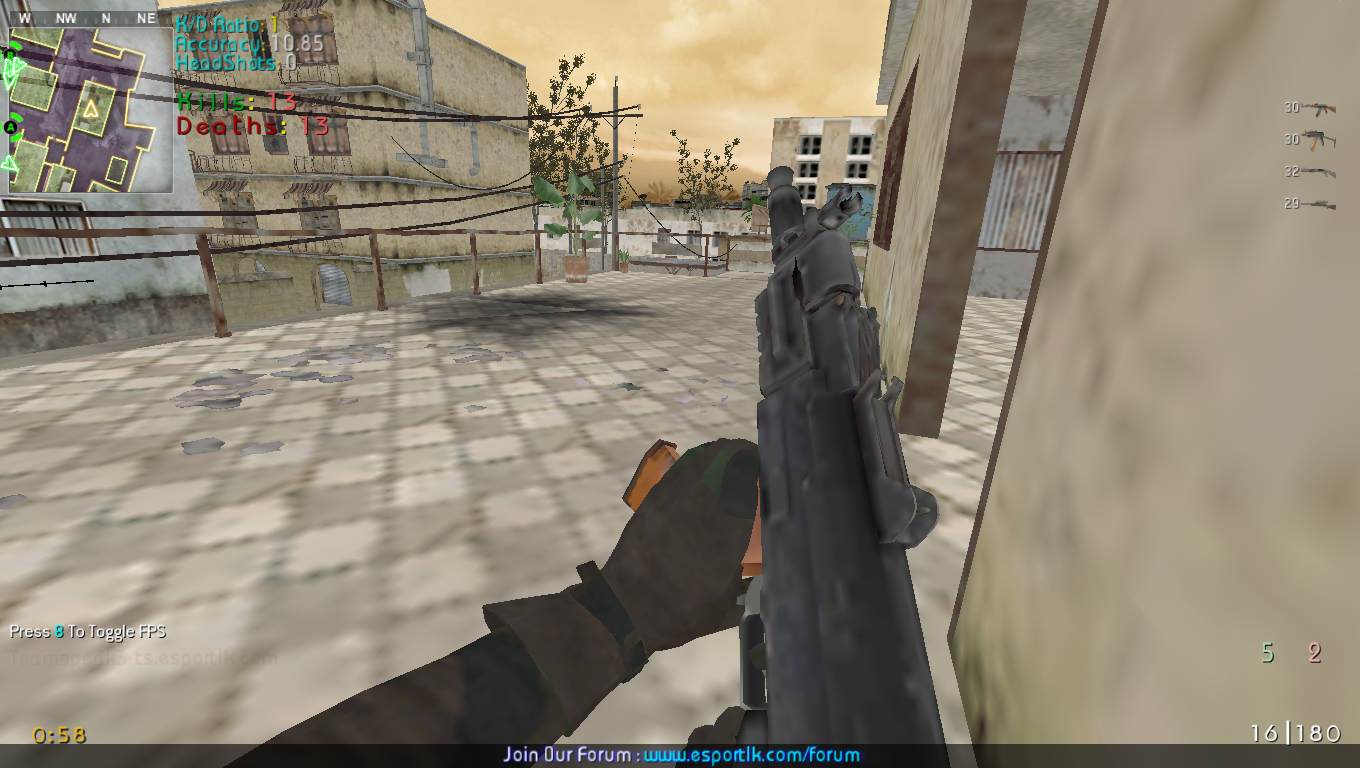 W NW N NE
K/D Ratio: 1
Accuracy: 10.85
HeadShots: 0
Kills: 13
Deaths: 13
A
A
30
30
32
29
Press 8 To Toggle FPS
5 2
0:58
16|180
Join Our Forum : www.esportlk.com/forum